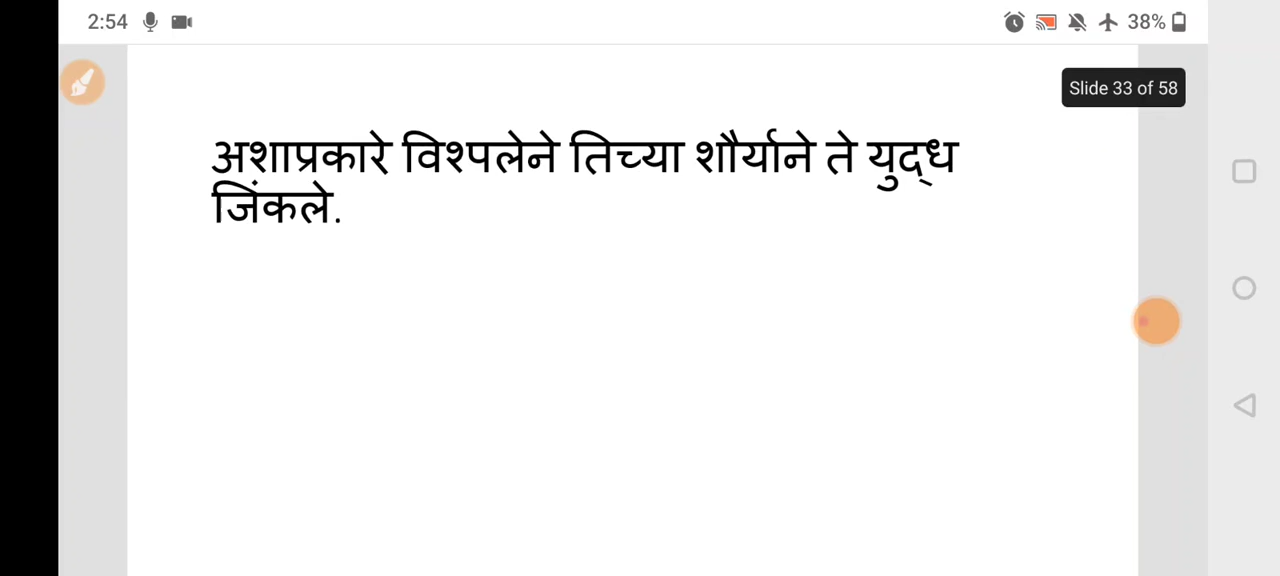 2:54
38%
Slide 33 of 58
अशाप्रकारे विश्पलेने तिच्या शौर्याने ते युद्ध
जिंकले.